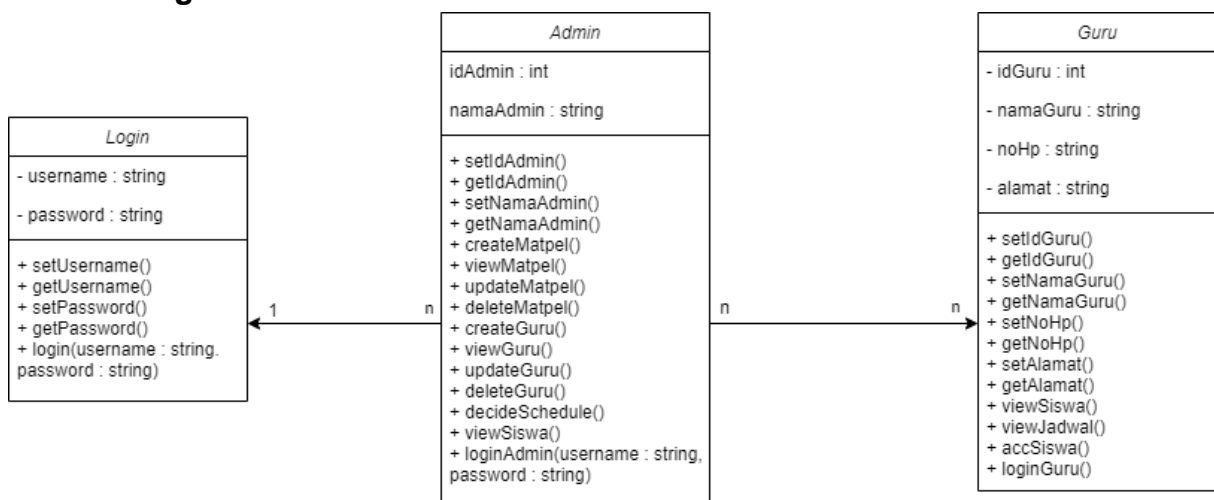 Login
- username : string
- password : string
+ setUsername()
+ getUsername()
+ setPassword()
+ getPassword()
+ login(username : string.
password : string)
1
n
Admin
idAdmin : int
namaAdmin : string
+ setIdAdmin()
+ getIdAdmin()
+ setNamaAdmin()
+ getNamaAdmin()
+ createMatpel()
+ viewMatpel()
+ updateMatpel()
+ deleteMatpel()
+ createGuru()
+ viewGuru()
+ updateGuru()
+ deleteGuru()
+ decideSchedule()
+ viewSiswa()
+ loginAdmin(username : string,
password : string)
n
n
Guru
- idGuru : int
- namaGuru : string
- noHp : string
- alamat : string
+ setIdGuru()
+ getIdGuru()
+ setNamaGuru()
+ getNamaGuru()
+ setNoHp()
+ getNoHp()
+ setAlamat()
+ getAlamat()
+ viewSiswa()
+ viewJadwal()
+ accSiswa()
+ loginGuru()